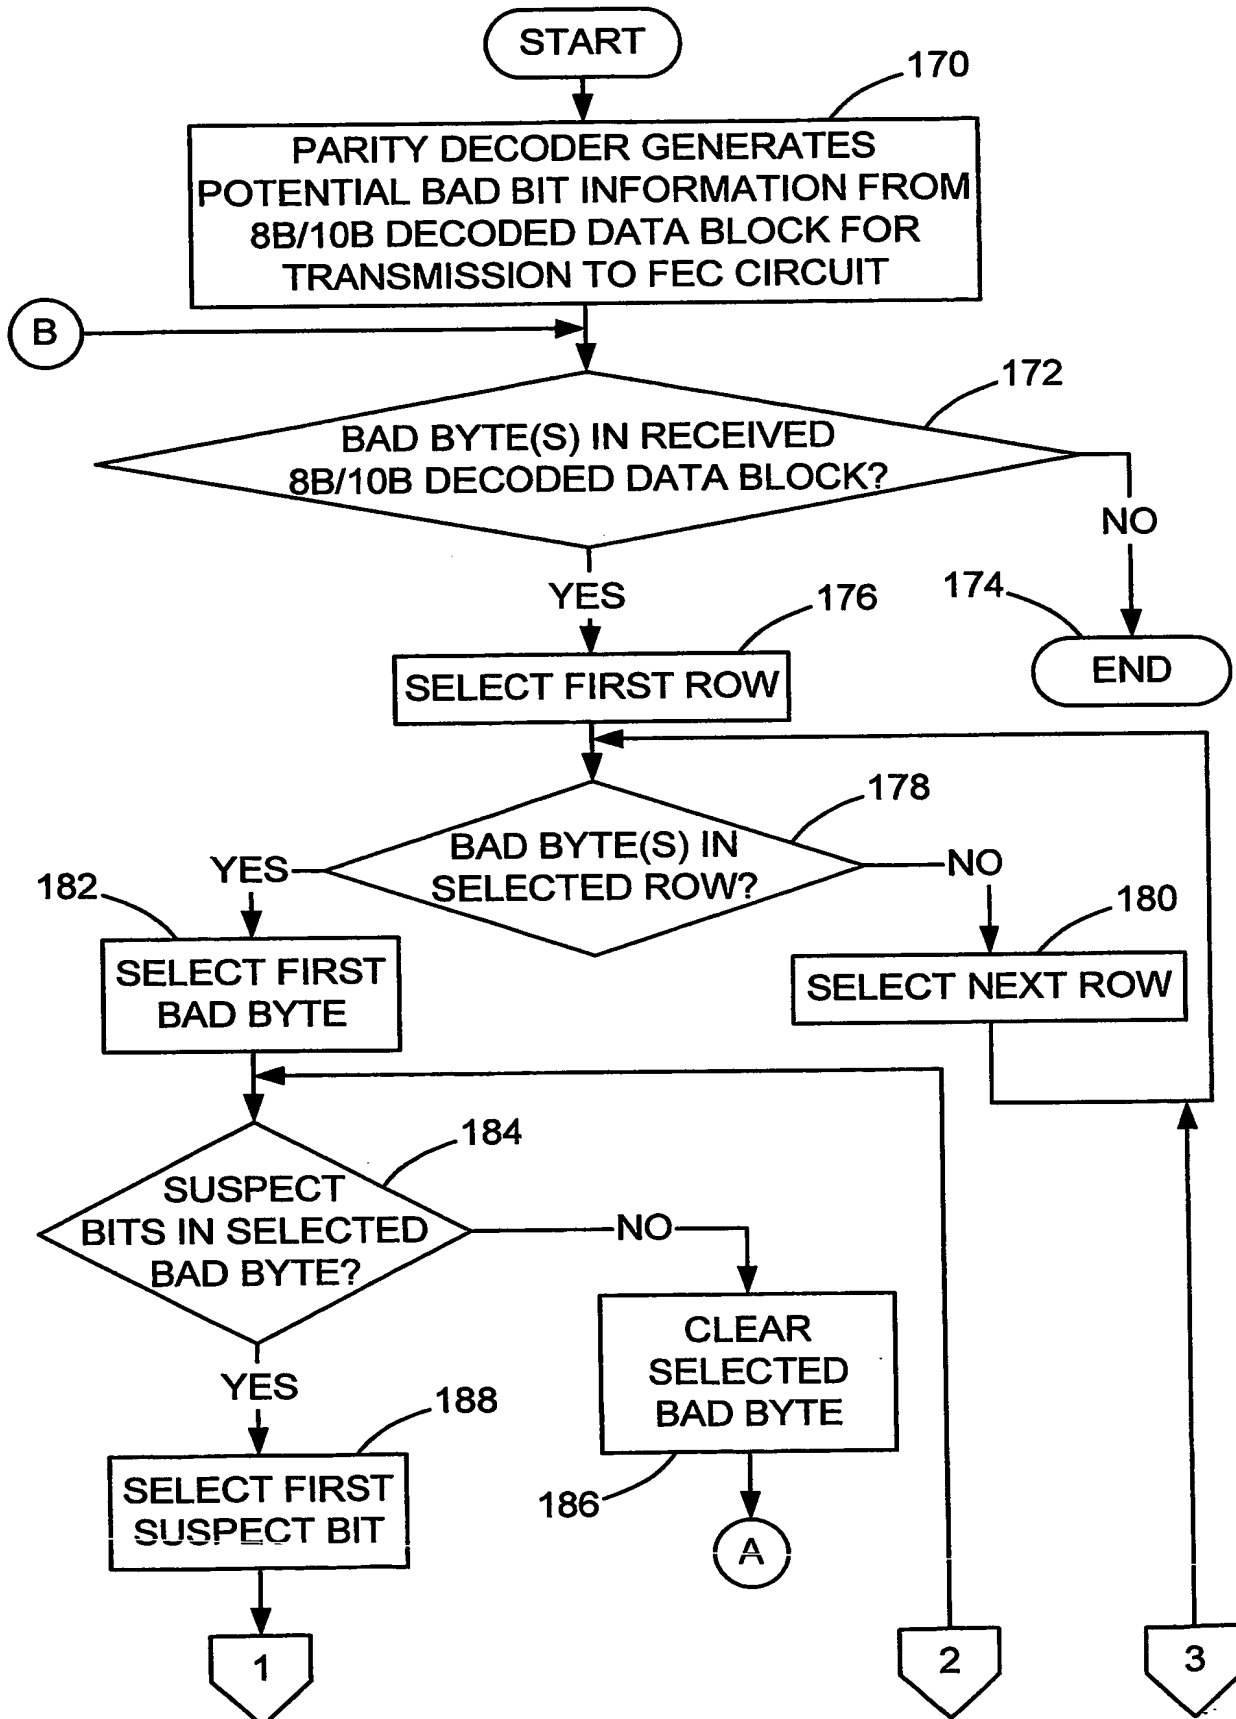 START
170
PARITY DECODER GENERATES
POTENTIAL BAD BIT INFORMATION FROM
8B/10B DECODED DATA BLOCK FOR
TRANSMISSION TO FEC CIRCUIT
B
172
BAD BYTE(S) IN RECEIVED
8B/10B DECODED DATA BLOCK?
NO
YES
174
176
END
SELECT FIRST ROW
178
BAD BYTE(S) IN
SELECTED ROW?
YES
NO
182
180
SELECT FIRST
BAD BYTE
SELECT NEXT ROW
184
SUSPECT
BITS IN SELECTED
BAD BYTE?
NO
CLEAR
SELECTED
BAD BYTE
YES
188
186
SELECT FIRST
SUSPECT BIT
A
1
2
3